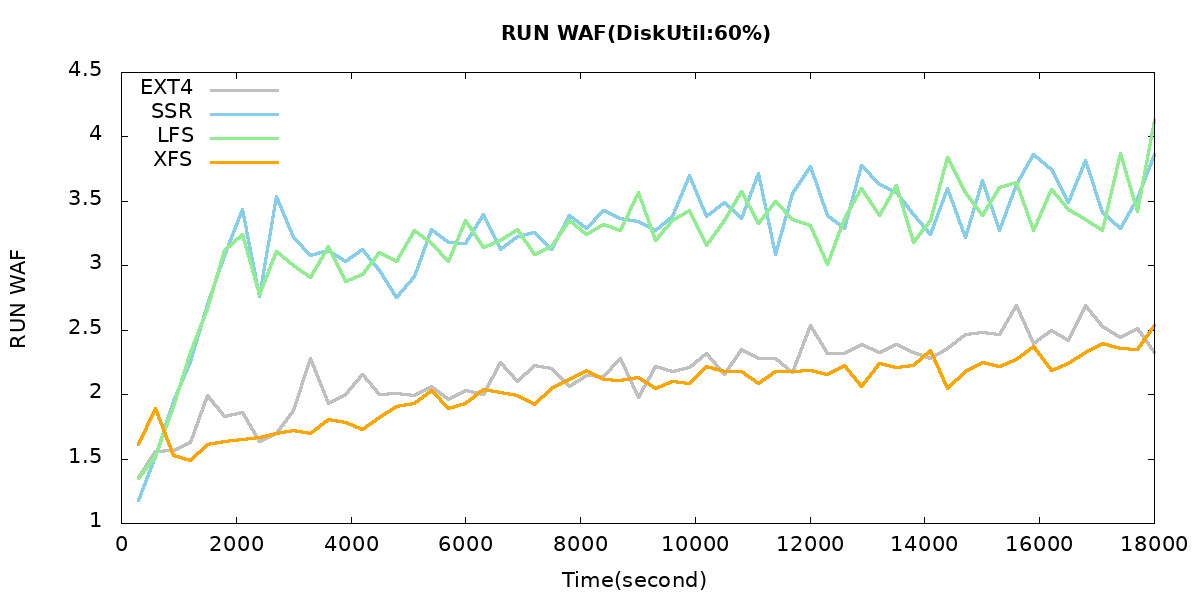 RUN WAF(DiskUtil:60%)
EXT4
SSR
LFS
XFS
4.5
4
3.5
3
2.5
2
1.5
1
RUN WAF
0 2000 4000 6000 8000 10000 12000 14000 16000 18000
Time(second)